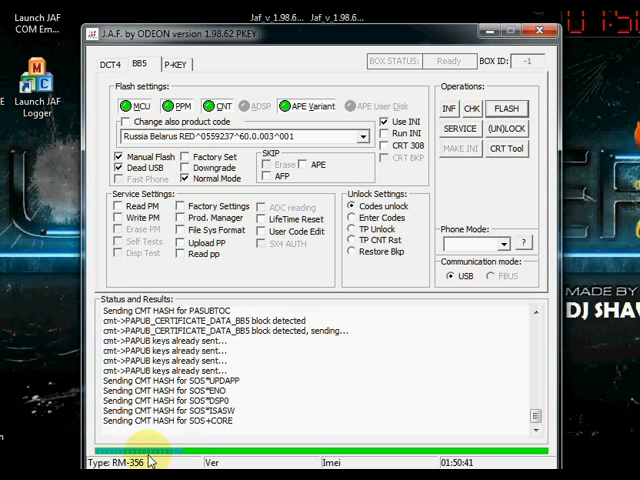 Launch JAF
COM Em...
Jaf_v_1.98.6...
Jaf_v_1.98.6...
Launch JAF
Logger
J.A.F. by ODEON version 1.98.62 PKEY
DCT4 BB5 P-KEY
BOX STATUS: Ready BOX ID: -1
Flash settings:
MCU PPM CNT ADSP APE Variant APE User Disk
Change also product code
Russia Belarus RED^0559237^60.0.003^001
Use INI
Run INI
CRT 308
CRT BKP
Manual Flash Factory Set
Dead USB Downgrade
Fast Phone Normal Mode
SKIP
Erase APE
AFP
Operations:
INF CHK FLASH
SERVICE (UN)LOCK
MAKE INI CRT Tool
Service Settings:
Read PM Factory Settings ADC reading
Write PM Prod. Manager LifeTime Reset
Erase PM File Sys Format User Code Edit
Self Tests Upload PP SX4 AUTH
Disp Test Read pp
Unlock Settings:
Codes unlock
Enter Codes
TP Unlock
TP CNT Rst
Restore Bkp
Phone Mode:
?
Communication mode:
USB FBUS
Status and Results:
Sending CMT HASH for PASUBTOC
cmt->PAPUB_CERTIFICATE_DATA_BB5 block detected
cmt->PAPUB_CERTIFICATE_DATA_BB5 block detected, sending...
cmt->PAPUB keys already sent...
cmt->PAPUB keys already sent...
cmt->PAPUB keys already sent...
cmt->PAPUB keys already sent...
Sending CMT HASH for SOS*UPDAPP
Sending CMT HASH for SOS*ENO
Sending CMT HASH for SOS*DSP0
Sending CMT HASH for SOS*ISASW
Sending CMT HASH for SOS+CORE
Type: RM-356 Ver Imei 01:50:41
MADE BY
DJ SHA